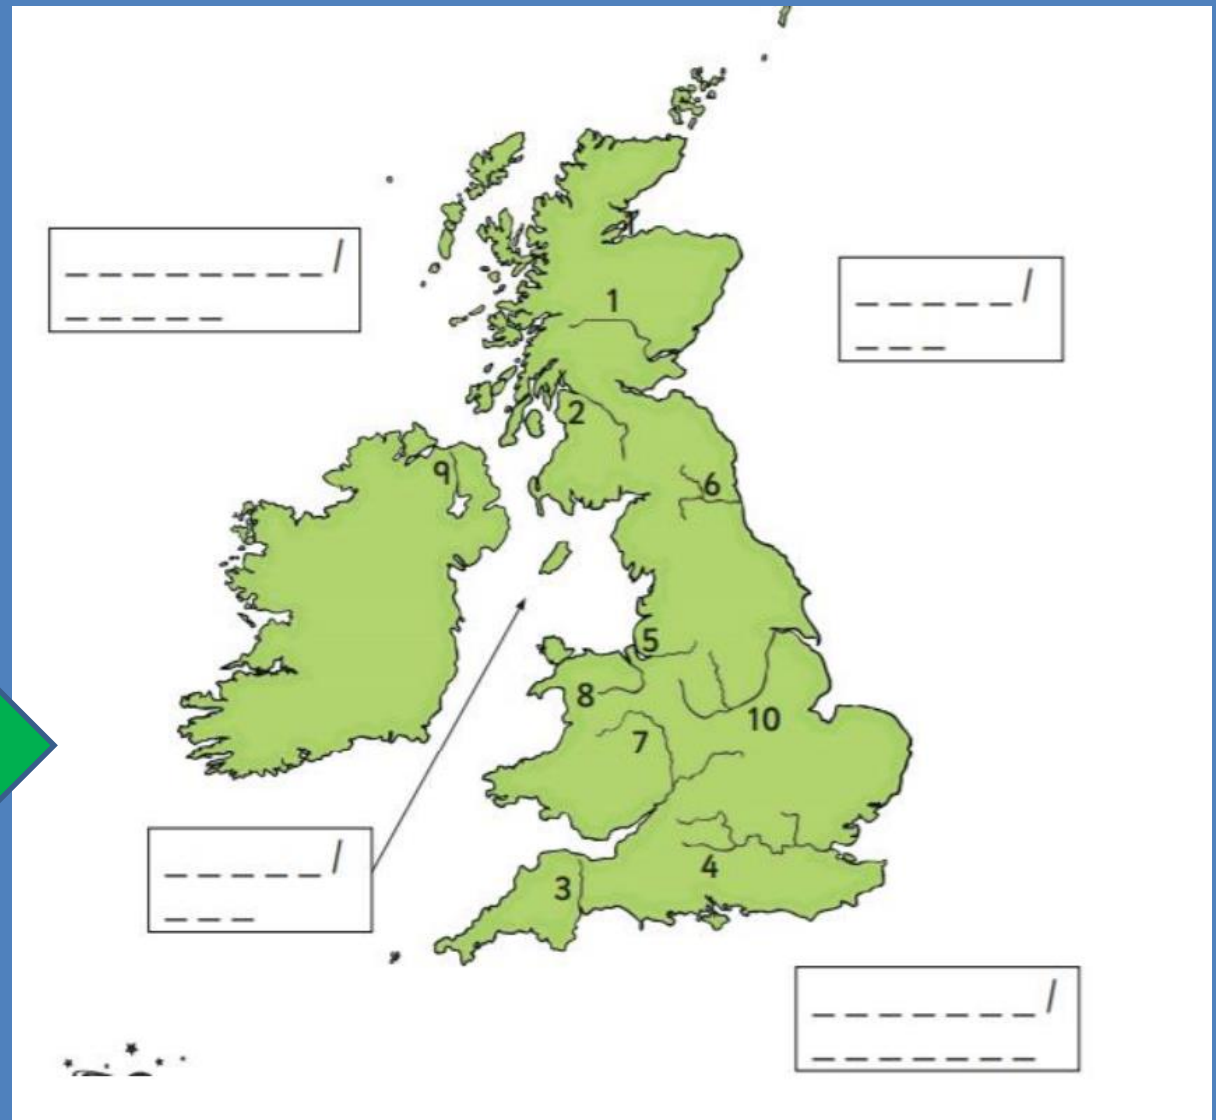 _ _ _ _ _ _ _ _ /
_ _ _ _ _
_ _ _ _ _ /
_ _ _
1
2
9
6
5
8
10
7
_ _ _ _ _ /
_ _ _
4
3
_ _ _ _ _ _ _ /
_ _ _ _ _ _ _